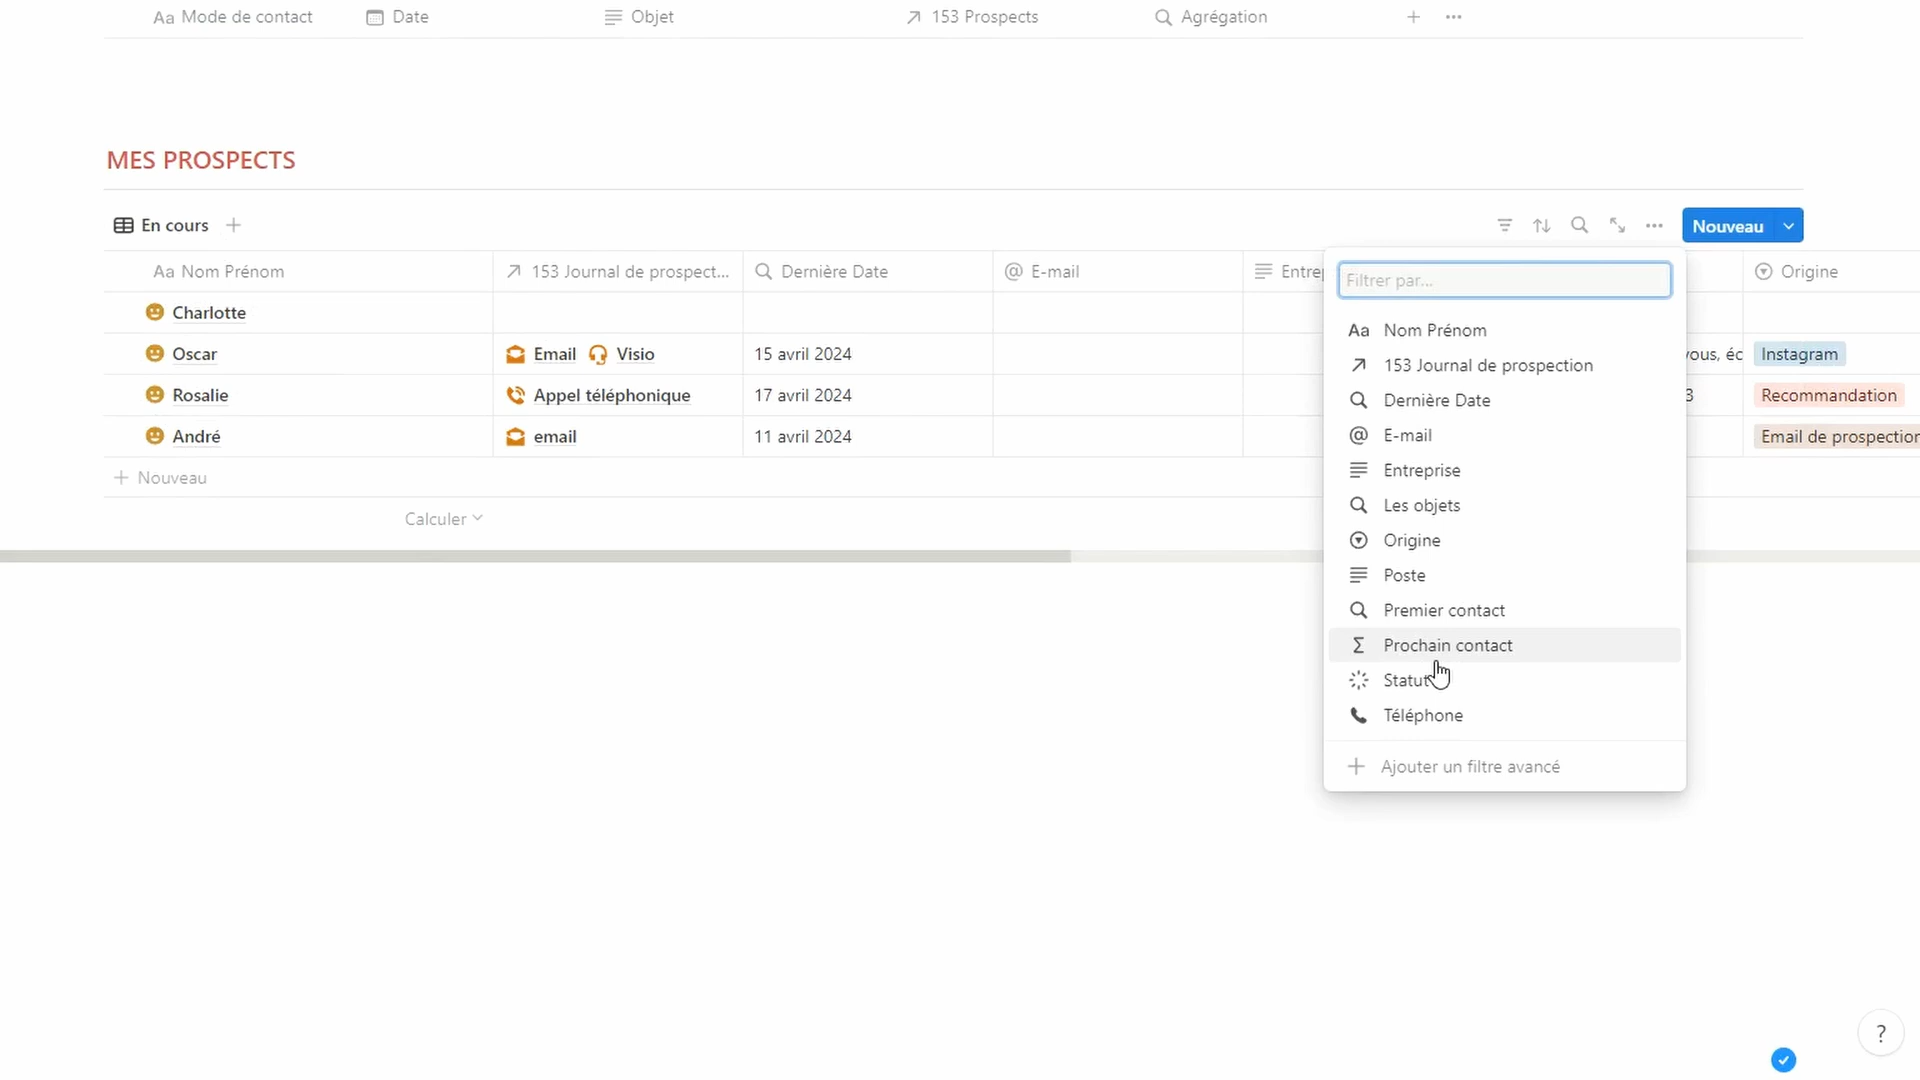 Aa Mode de contact Date Objet 153 Prospects Agrégation
MES PROSPECTS
En cours
Nouveau
Aa Nom Prénom 153 Journal de prospect... Dernière Date @ E-mail Origine
Charlotte
Oscar Email Visio 15 avril 2024 Instagram
Rosalie Appel téléphonique 17 avril 2024 Recommandation
André email 11 avril 2024 Email de prospection
+ Nouveau
Calculer
Filtrer par...
Aa Nom Prénom
153 Journal de prospection
Dernière Date
@ E-mail
Entreprise
Les objets
Origine
Poste
Premier contact
Σ Prochain contact
Statut
Téléphone
+ Ajouter un filtre avancé
?